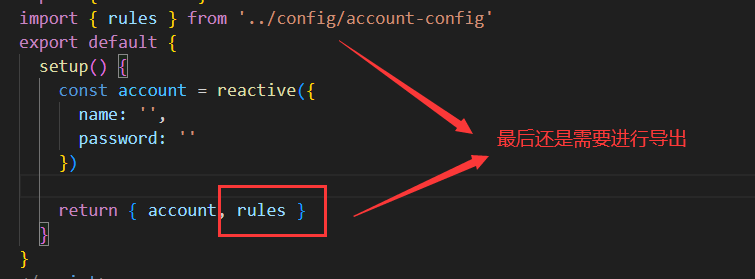 import { rules } from '../config/account-config'
export default {
setup() {
const account = reactive({
name: '',
password: ''
})
最后还是需要进行导出
return { account, rules }
}
}